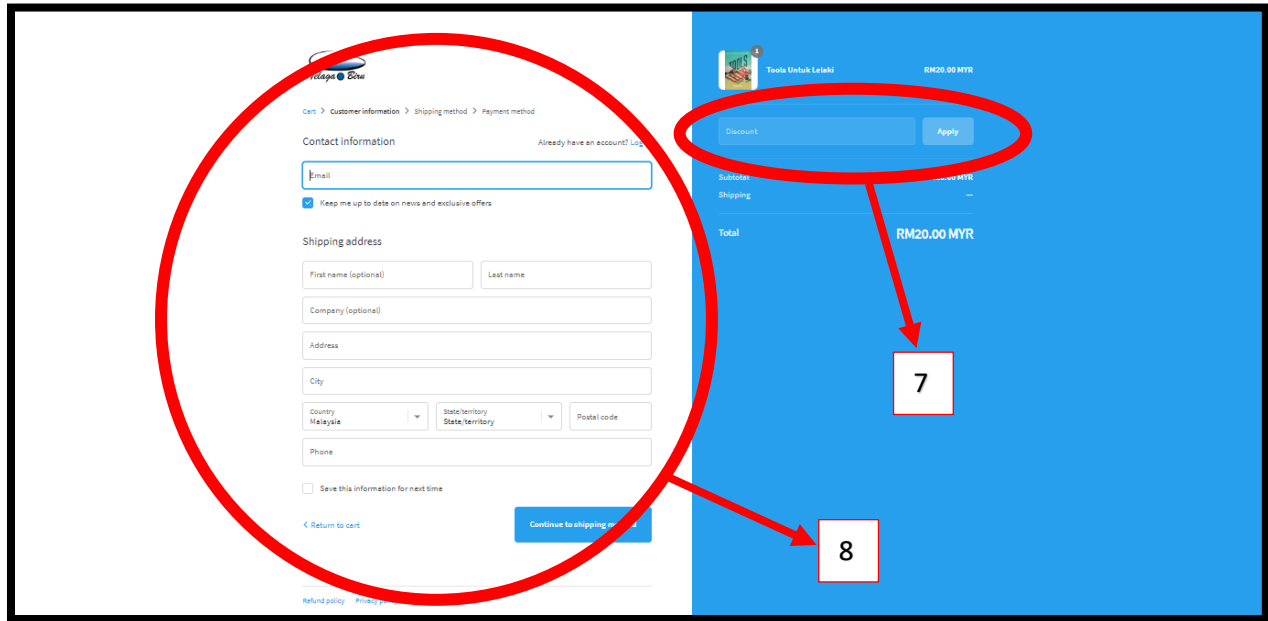 Telaga Biru
Cart > Customer information > Shipping method > Payment method
Contact information
Already have an account? Log
Email
Keep me up to date on news and exclusive offers
Shipping address
First name (optional)
Last name
Company (optional)
Address
City
Country
Malaysia
State/territory
State/territory
Postal code
Phone
Save this information for next time
< Return to cart
Continue to shipping
Refund policy Privacy
TOOLS
1
Tools Untuk Lelaki
RM20.00 MYR
Discount
Apply
Subtotal
MYR
Shipping
—
Total
RM20.00 MYR
7
8